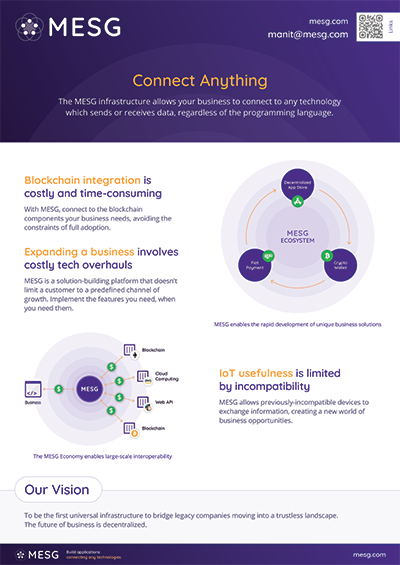 MESG
mesg.com
manit@mesg.com
Links
Connect Anything
The MESG infrastructure allows your business to connect to any technology
which sends or receives data, regardless of the programming language.
Blockchain integration is
costly and time-consuming
With MESG, connect to the blockchain
components your business needs, avoiding the
constraints of full adoption.
Expanding a business involves
costly tech overhauls
MESG is a solution-building platform that doesn't
limit a customer to a predefined channel of
growth. Implement the features you need, when
you need them.
Decentralized
App Store
MESG
ECOSYSTEM
Fiat
Payment
Crypto
Wallet
MESG enables the rapid development of unique business solutions
Business
MESG
Blockchain
Cloud
Computing
Web API
Blockchain
The MESG Economy enables large-scale interoperability
IoT usefulness is limited
by incompatibility
MESG allows previously-incompatible devices to
exchange information, creating a new world of
business opportunities.
Our Vision
To be the first universal infrastructure to bridge legacy companies moving into a trustless landscape.
The future of business is decentralized.
MESG
Build applications
connecting any technologies
mesg.com